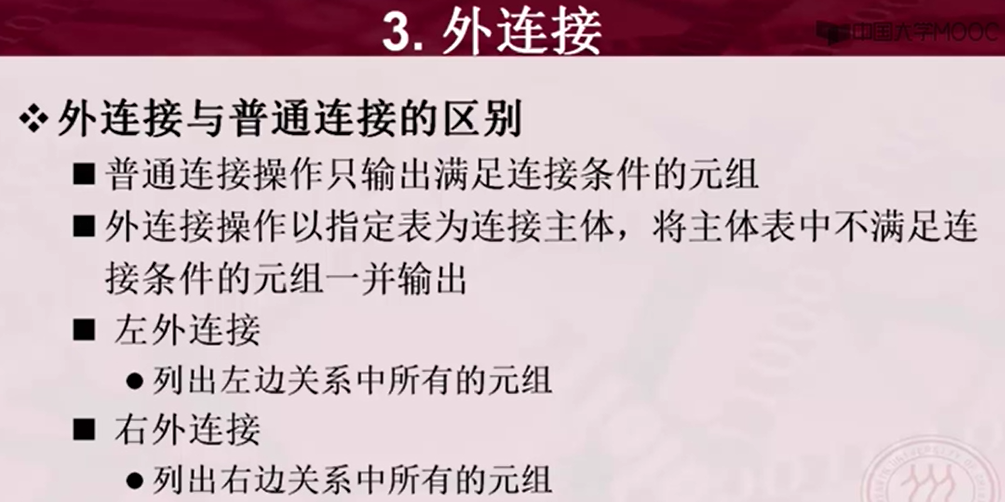 3. 外连接
中国大学MOOC
外连接与普通连接的区别
普通连接操作只输出满足连接条件的元组
外连接操作以指定表为连接主体，将主体表中不满足连
接条件的元组一并输出
左外连接
列出左边关系中所有的元组
右外连接
列出右边关系中所有的元组